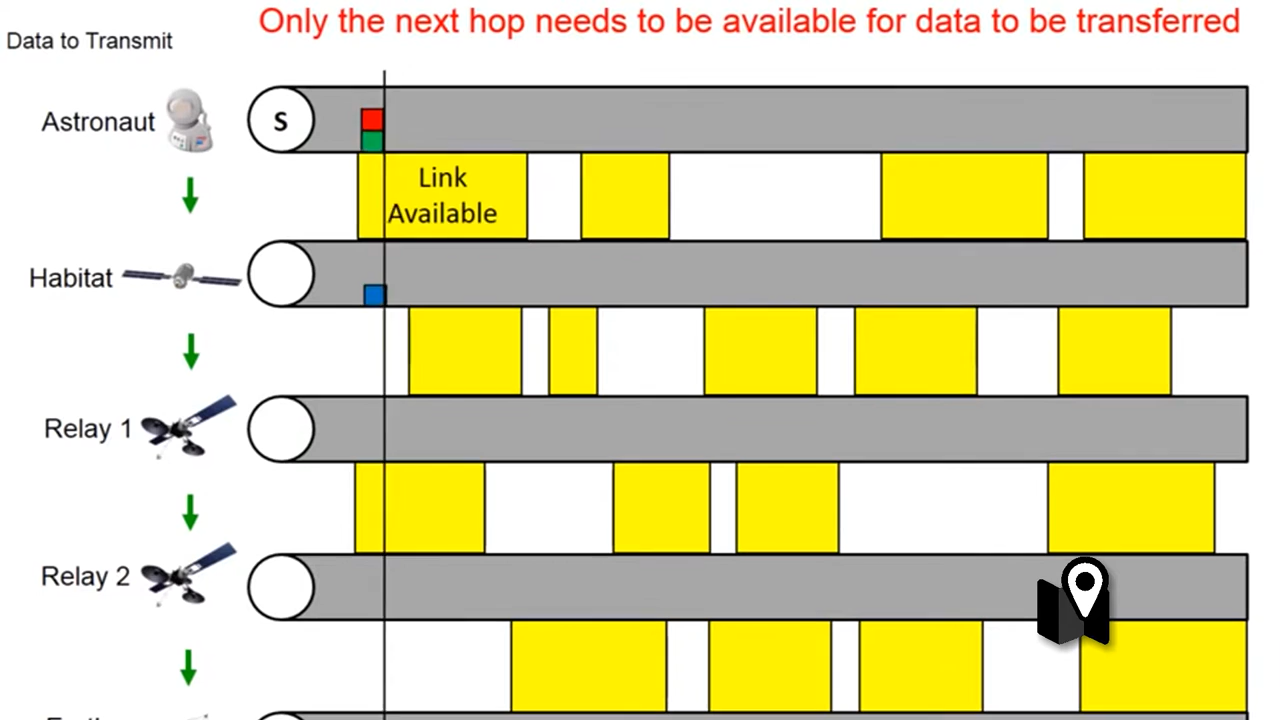 Only the next hop needs to be available for data to be transferred
Data to Transmit
Astronaut
S
Link
Available
Habitat
Relay 1
Relay 2